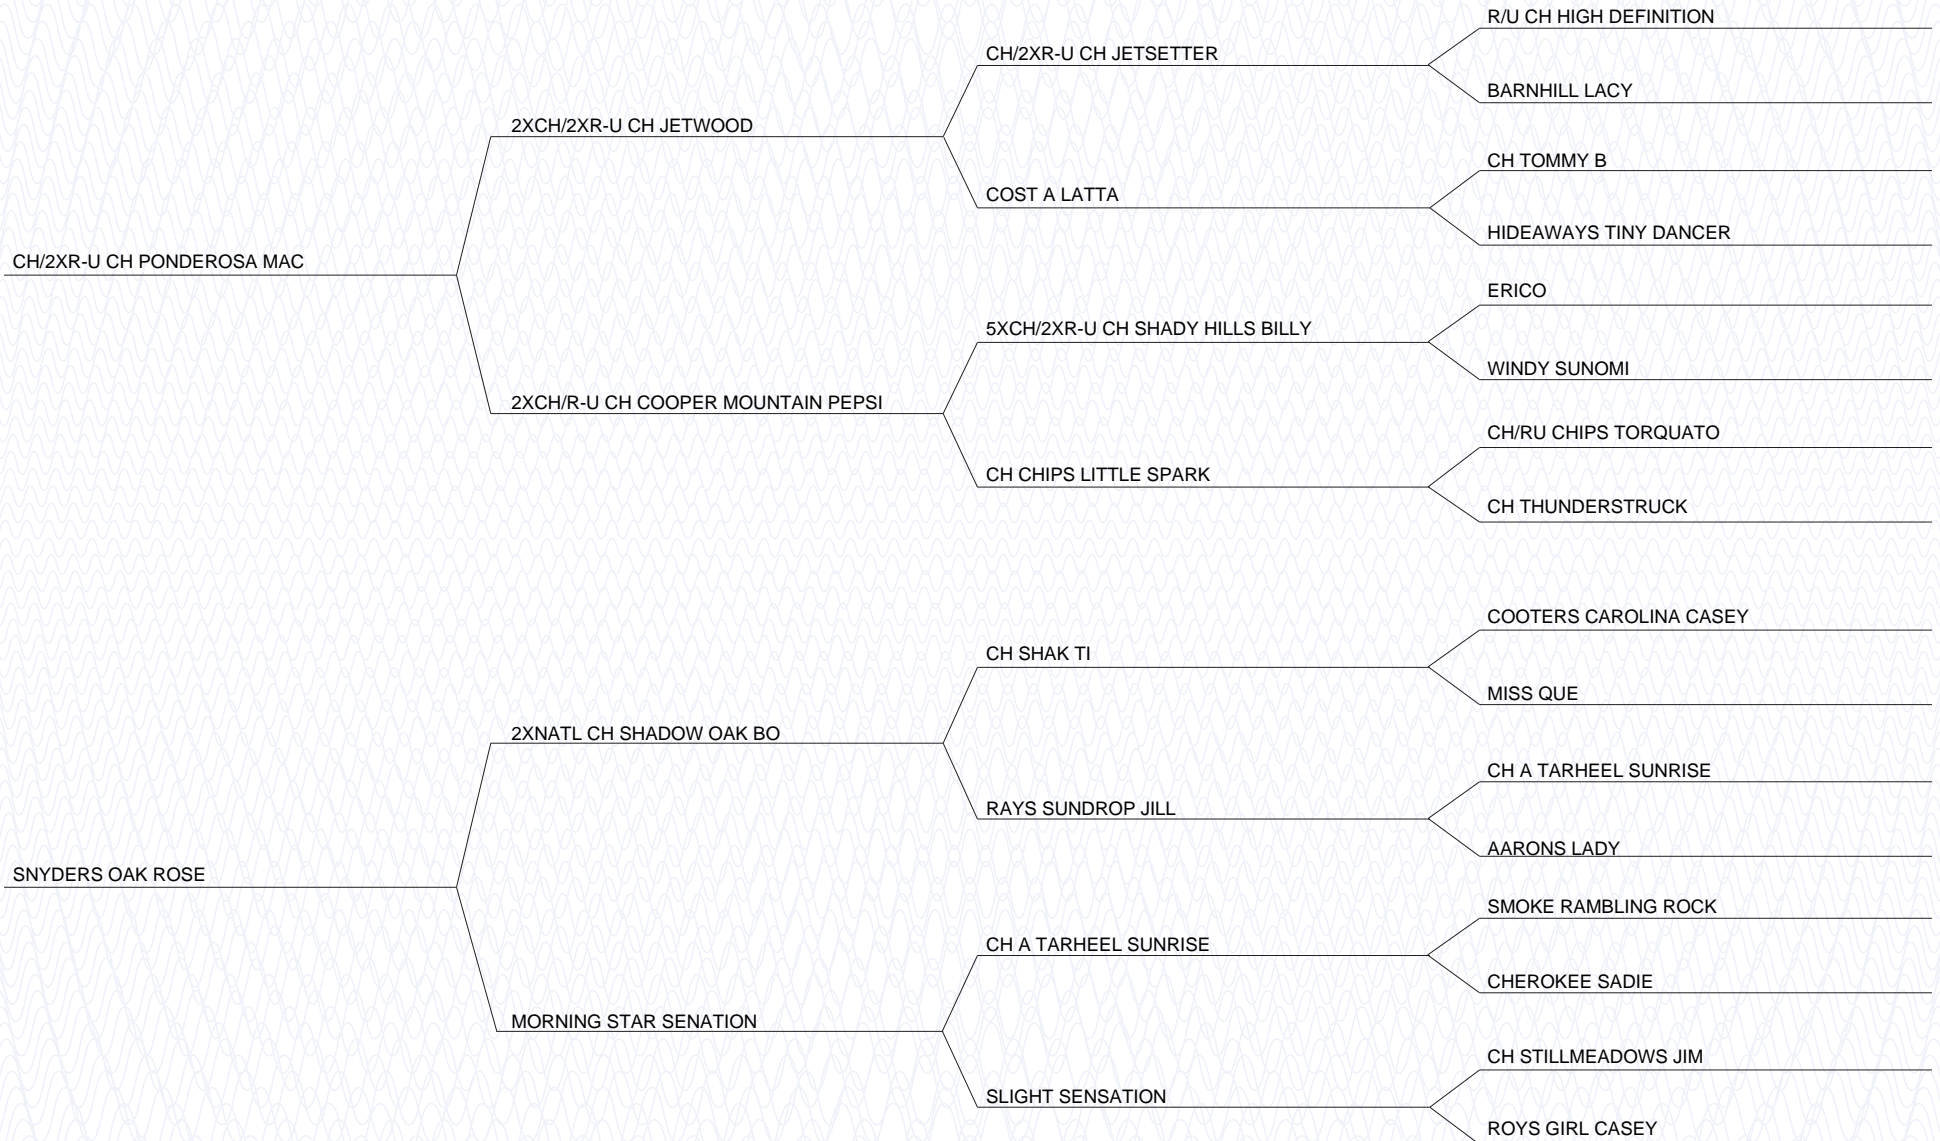 R/U CH HIGH DEFINITION
CH/2XR-U CH JETSETTER
BARNHILL LACY
2XCH/2XR-U CH JETWOOD
CH TOMMY B
COST A LATTA
HIDEAWAYS TINY DANCER
CH/2XR-U CH PONDEROSA MAC
ERICO
5XCH/2XR-U CH SHADY HILLS BILLY
WINDY SUNOMI
2XCH/R-U CH COOPER MOUNTAIN PEPSI
CH/RU CHIPS TORQUATO
CH CHIPS LITTLE SPARK
CH THUNDERSTRUCK
COOTERS CAROLINA CASEY
CH SHAK TI
MISS QUE
2XNATL CH SHADOW OAK BO
CH A TARHEEL SUNRISE
RAYS SUNDROP JILL
AARONS LADY
SNYDERS OAK ROSE
SMOKE RAMBLING ROCK
CH A TARHEEL SUNRISE
CHEROKEE SADIE
MORNING STAR SENATION
CH STILLMEADOWS JIM
SLIGHT SENSATION
ROYS GIRL CASEY